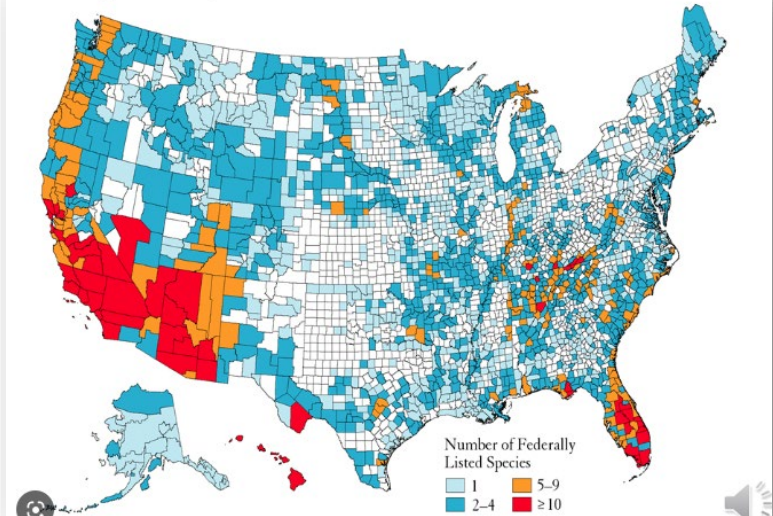 Number of Federally
Listed Species
1
5–9
2–4
≥10